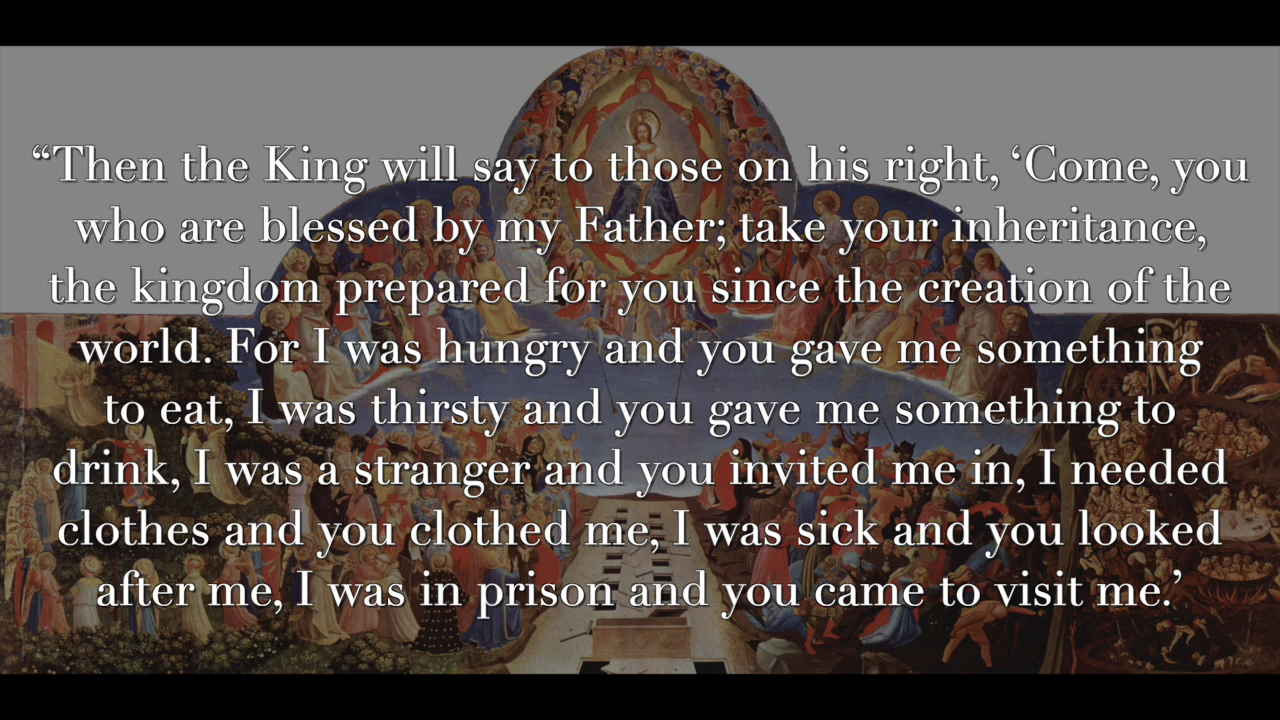 “Then the King will say to those on his right, ‘Come, you
who are blessed by my Father; take your inheritance,
the kingdom prepared for you since the creation of the
world. For I was hungry and you gave me something
to eat, I was thirsty and you gave me something to
drink, I was a stranger and you invited me in, I needed
clothes and you clothed me, I was sick and you looked
after me, I was in prison and you came to visit me.’